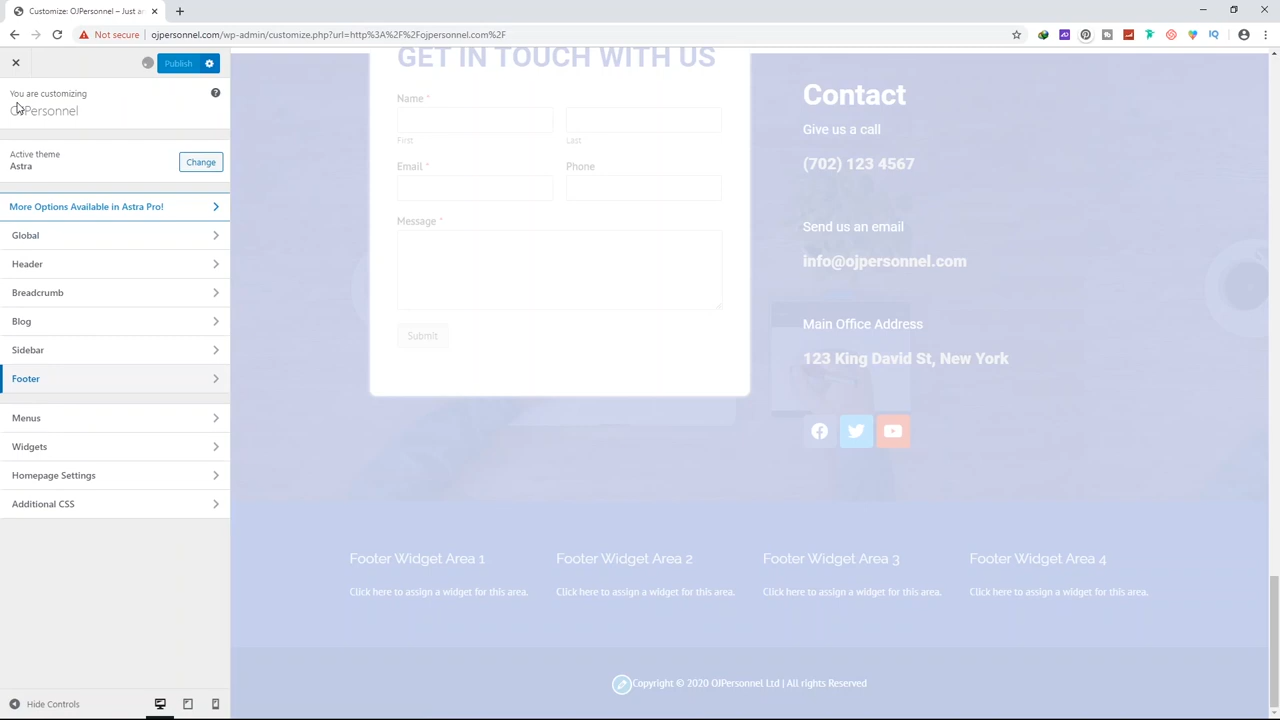 Customize: OJPersonnel – Just a
Not secure | ojpersonnel.com/wp-admin/customize.php?url=http%3A%2F%2Fojpersonnel.com%2F
Publish
You are customizing
OJPersonnel
Active theme
Astra
Change
More Options Available in Astra Pro!
Global
Header
Breadcrumb
Blog
Sidebar
Footer
Menus
Widgets
Homepage Settings
Additional CSS
Hide Controls
GET IN TOUCH WITH US
Name *
First
Last
Email *
Phone
Message *
Submit
Contact
Give us a call
(702) 123 4567
Send us an email
info@ojpersonnel.com
Main Office Address
123 King David St, New York
Footer Widget Area 1
Click here to assign a widget for this area.
Footer Widget Area 2
Click here to assign a widget for this area.
Footer Widget Area 3
Click here to assign a widget for this area.
Footer Widget Area 4
Click here to assign a widget for this area.
Copyright © 2020 OJPersonnel Ltd | All rights Reserved